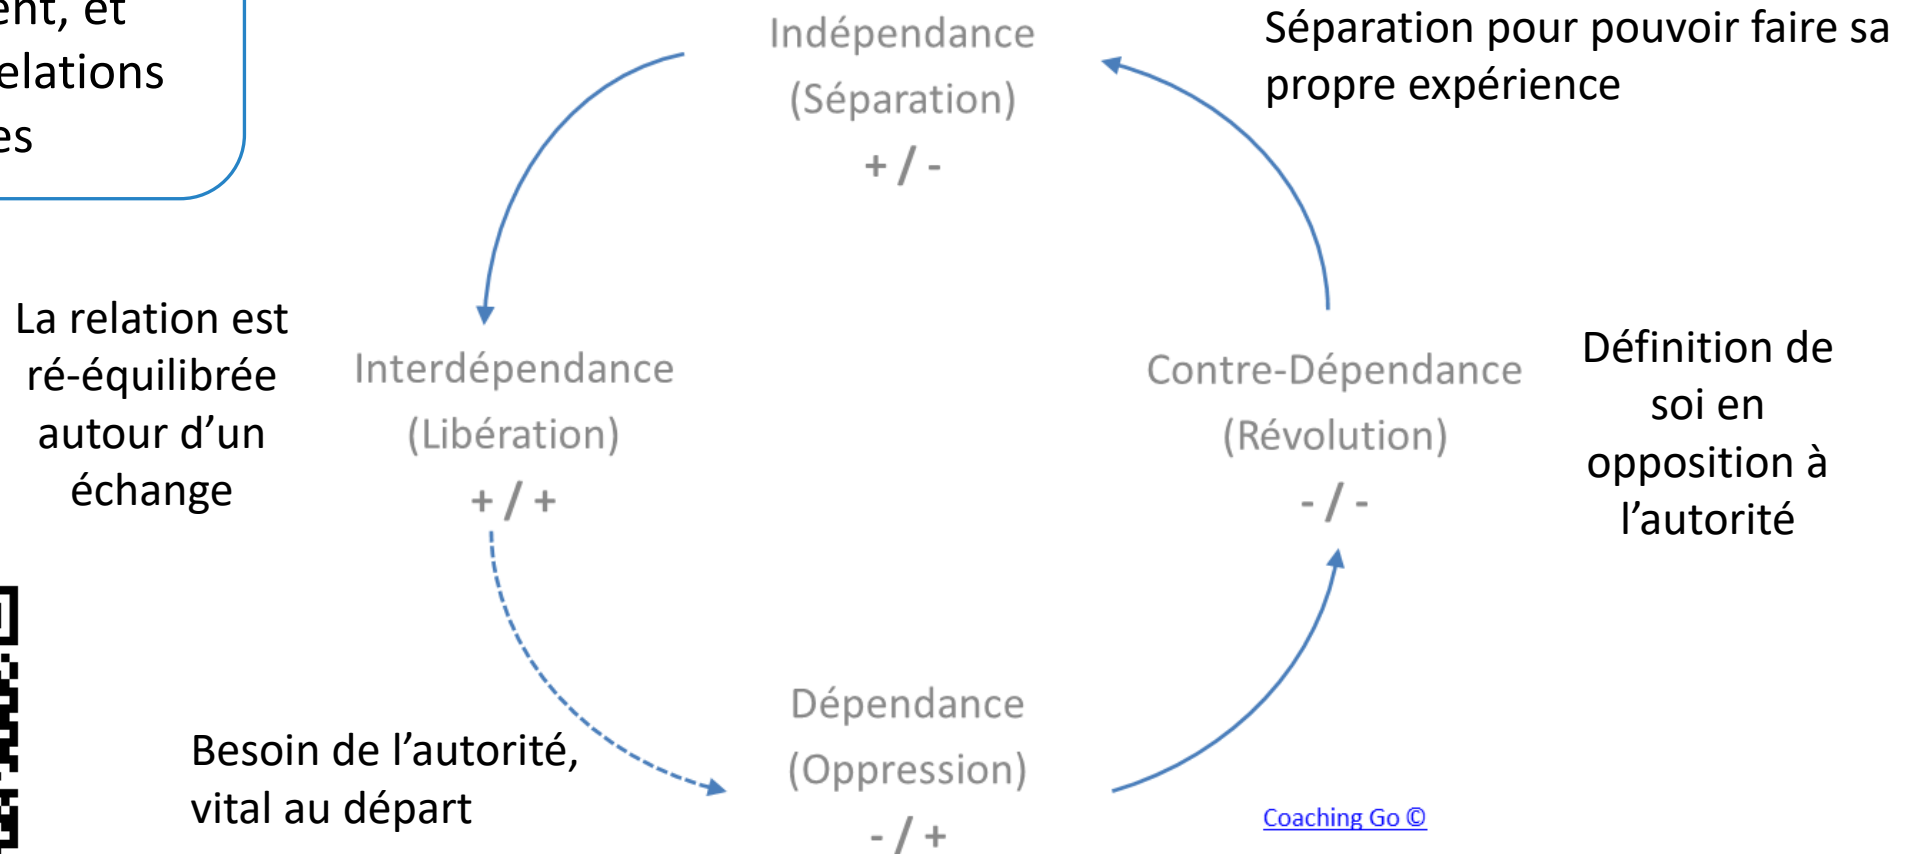 ent, et
elations
es
Indépendance
(Séparation)
+ / -
Séparation pour pouvoir faire sa
propre expérience
La relation est
ré-équilibrée
autour d’un
échange
Interdépendance
(Libération)
+ / +
Contre-Dépendance
(Révolution)
- / -
Définition de
soi en
opposition à
l’autorité
Besoin de l’autorité,
vital au départ
Dépendance
(Oppression)
- / +
Coaching Go ©